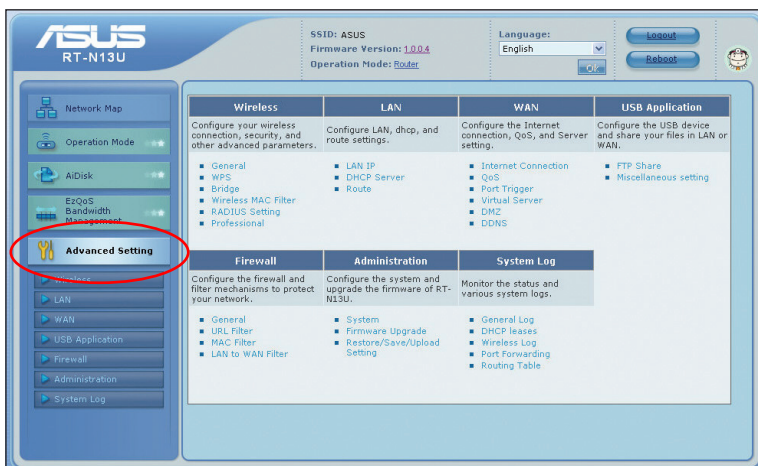 ASUS
RT-N13U
SSID: ASUS
Firmware Version: 1.0.0.4
Operation Mode: Router
Language:
English
OK
Logout
Reboot
Network Map
Operation Mode
AiDisk
EzQoS
Bandwidth
Management
Advanced Setting
Wireless
LAN
WAN
USB Application
Firewall
Administration
System Log
Wireless
Configure your wireless
connection, security, and
other advanced parameters.
General
WPS
Bridge
Wireless MAC Filter
RADIUS Setting
Professional
LAN
Configure LAN, dhcp, and
route settings.
LAN IP
DHCP Server
Route
WAN
Configure the Internet
connection, QoS, and Server
setting.
Internet Connection
QoS
Port Trigger
Virtual Server
DMZ
DDNS
USB Application
Configure the USB device
and share your files in LAN or
WAN.
FTP Share
Miscellaneous setting
Firewall
Configure the firewall and
filter mechanisms to protect
your network.
General
URL Filter
MAC Filter
LAN to WAN Filter
Administration
Configure the system and
upgrade the firmware of RT-
N13U.
System
Firmware Upgrade
Restore/Save/Upload
Setting
System Log
Monitor the status and
various system logs.
General Log
DHCP leases
Wireless Log
Port Forwarding
Routing Table